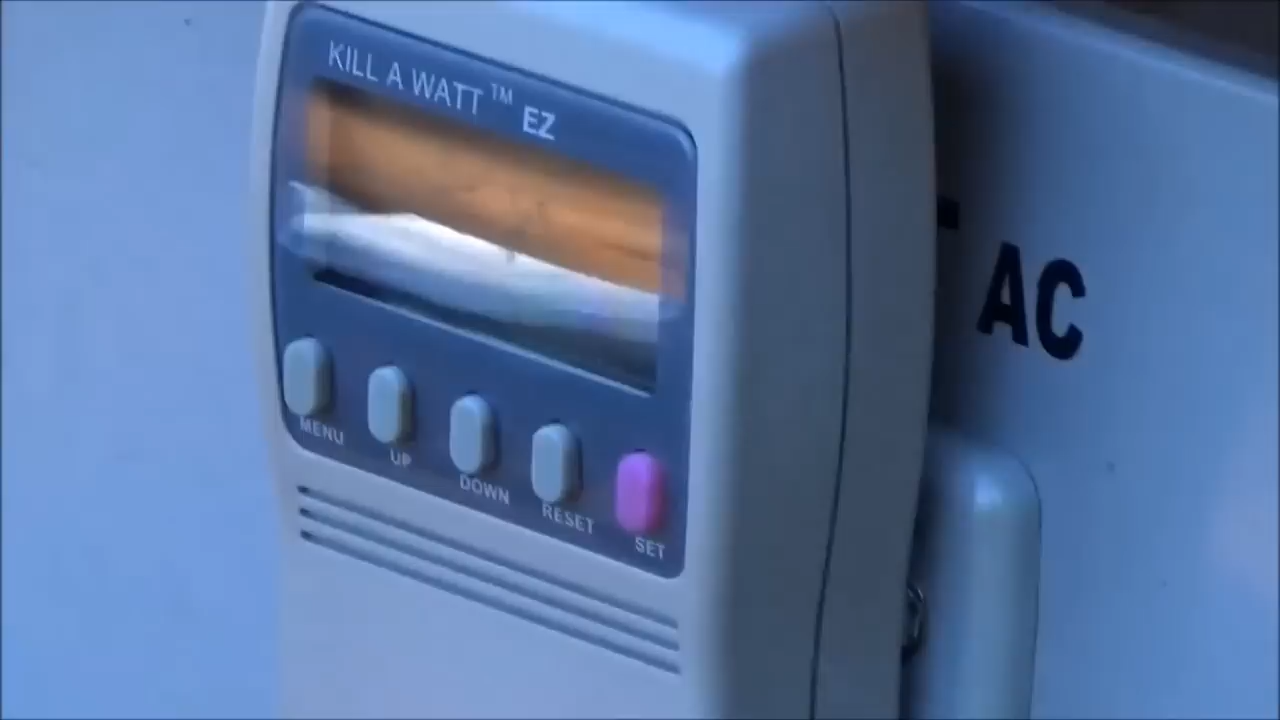 KILL A WATT™ EZ
AC
MENU
UP
DOWN
RESET
SET